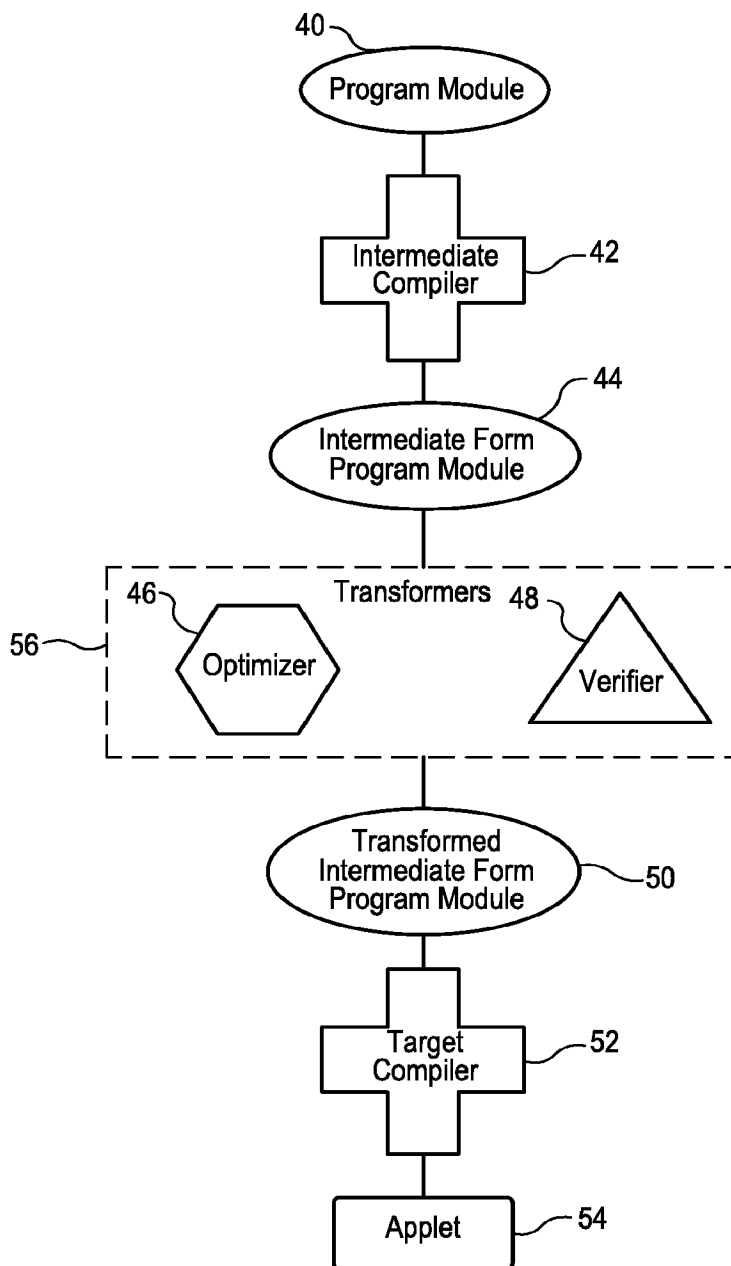 40
Program Module
Intermediate
Compiler
42
44
Intermediate Form
Program Module
Transformers
46
48
56
Optimizer
Verifier
Transformed
Intermediate Form
Program Module
50
Target
Compiler
52
Applet
54